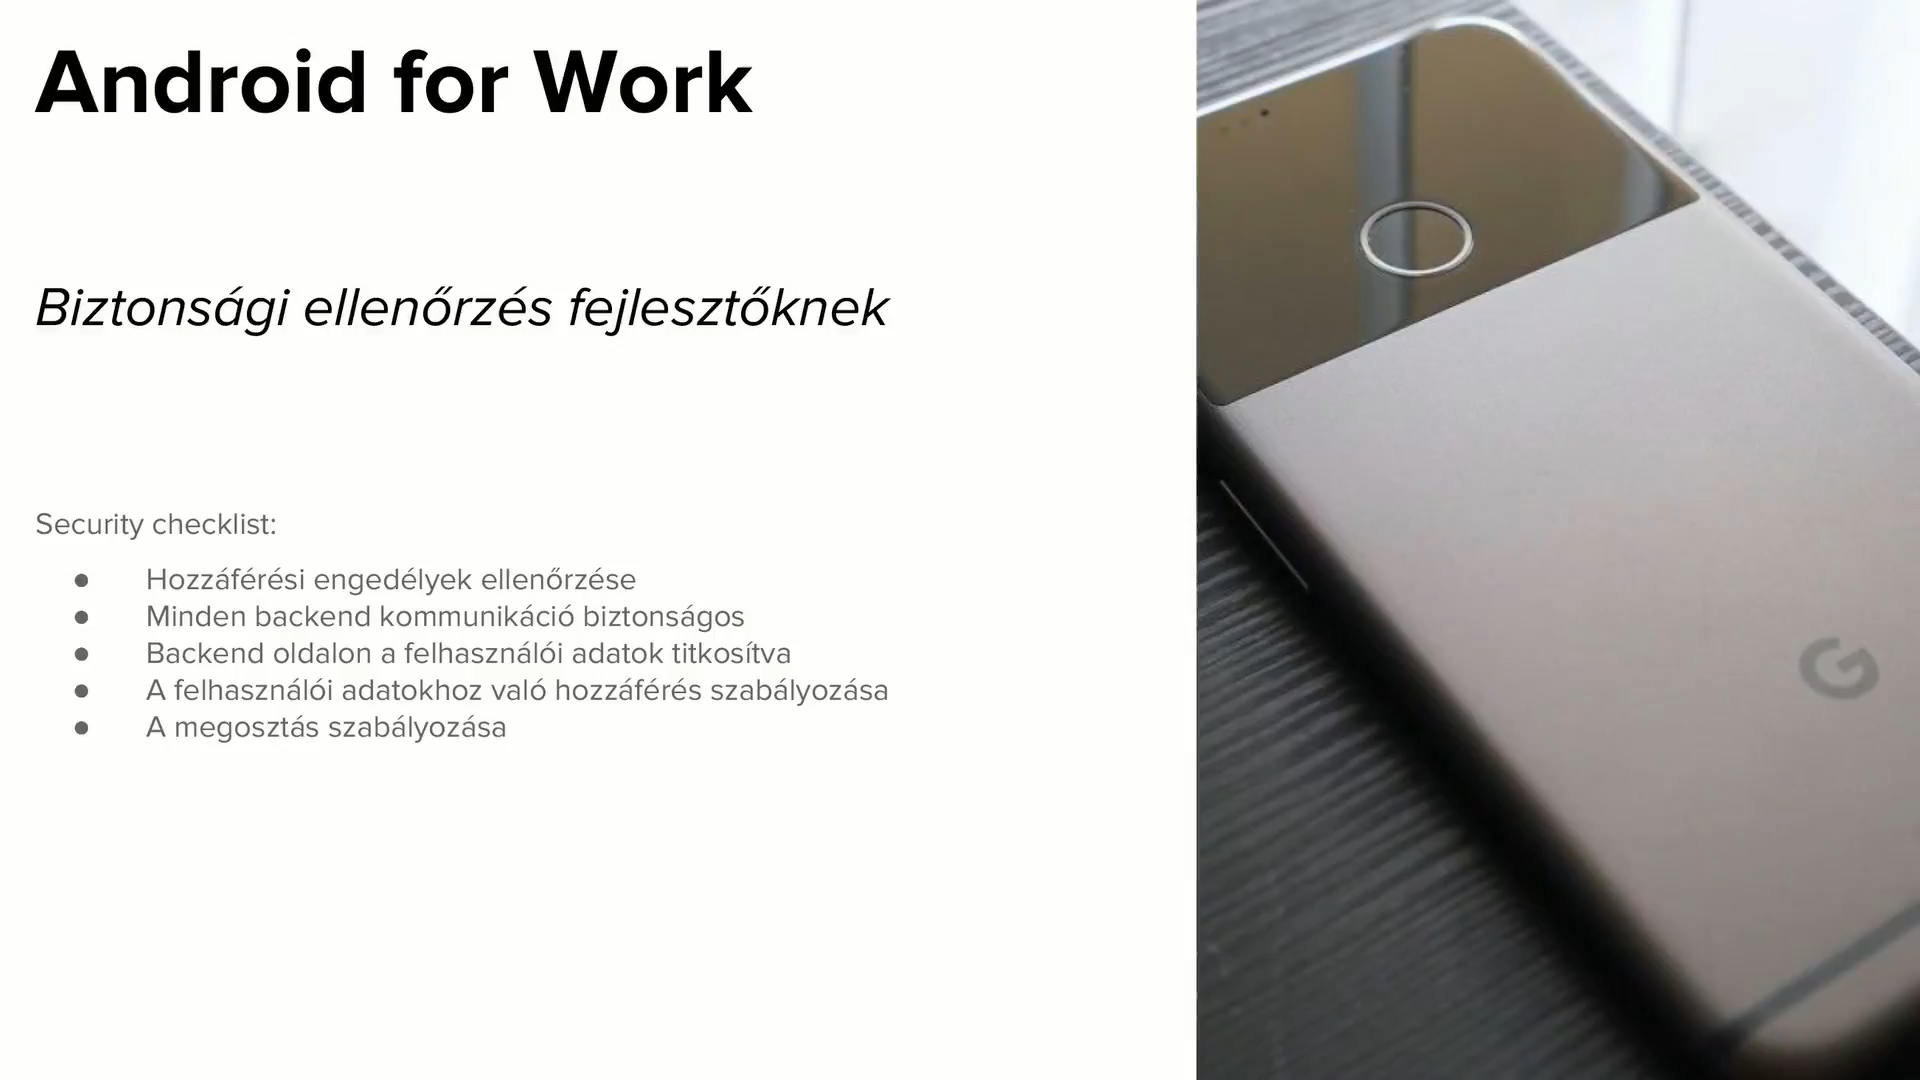 Android for Work
Biztonsági ellenőrzés fejlesztőknek
Security checklist:
● Hozzáférési engedélyek ellenőrzése
● Minden backend kommunikáció biztonságos
● Backend oldalon a felhasználói adatok titkosítva
● A felhasználói adatokhoz való hozzáférés szabályozása
● A megosztás szabályozása
G